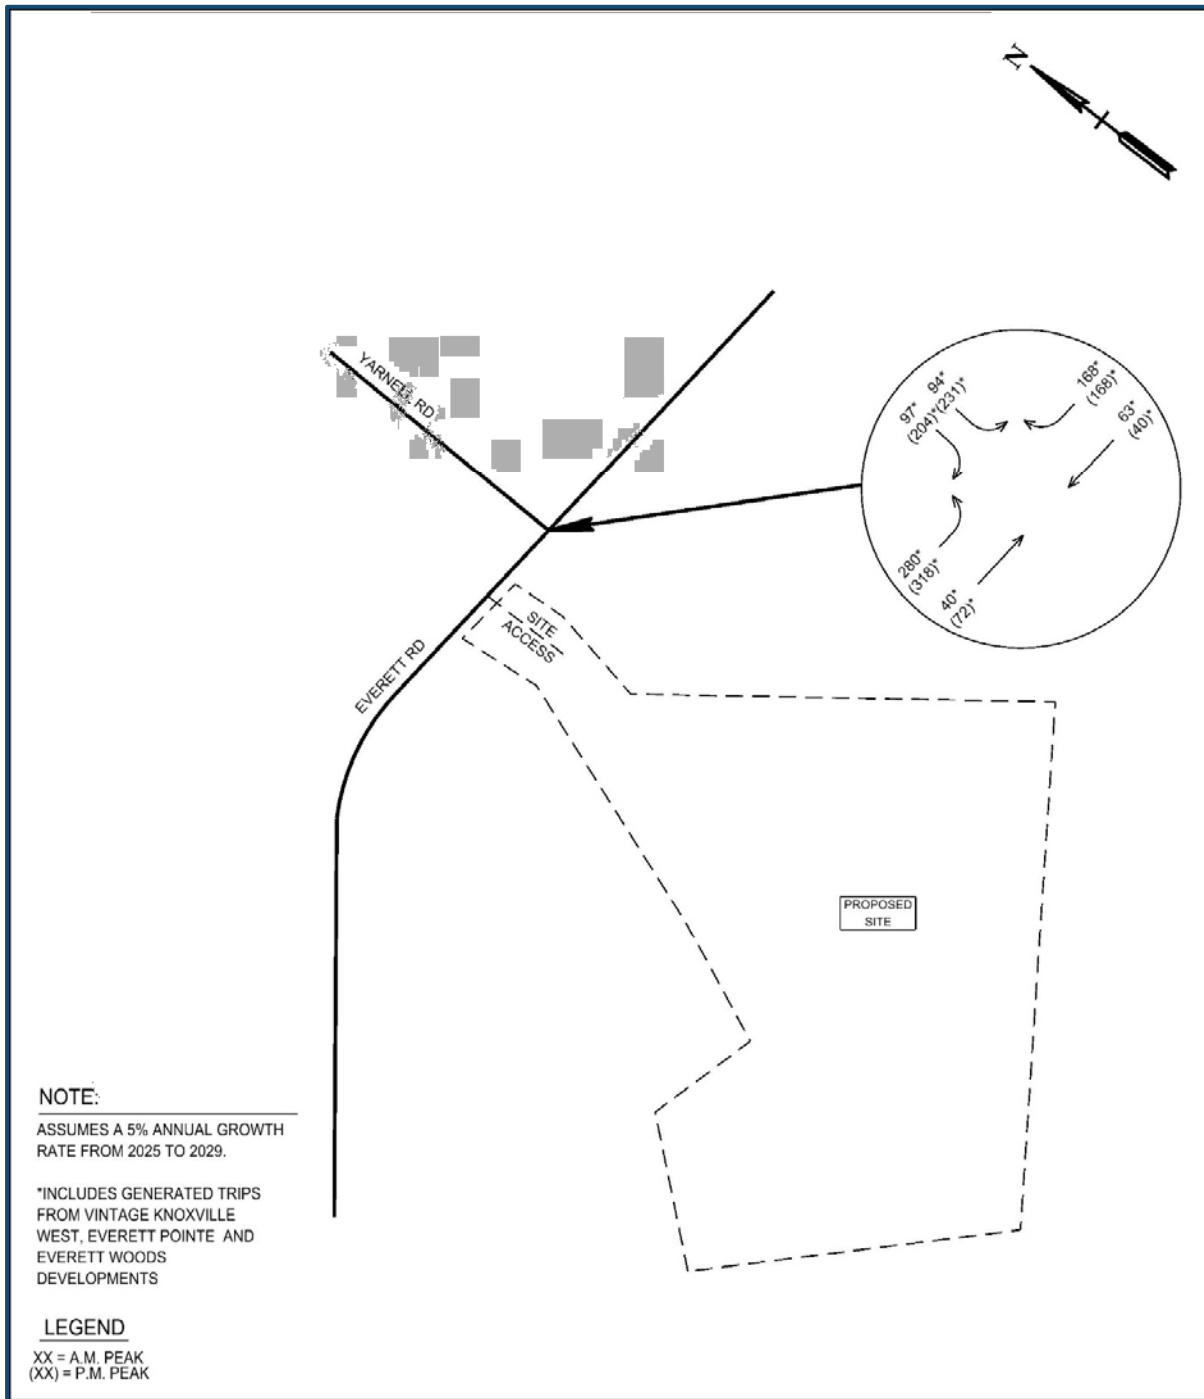 N
YARNELL RD
97*
(204)*
94*
(231)*
168*
(168)*
63*
(40)*
280*
(318)*
40*
(72)*
SITE
ACCESS
EVERETT RD
PROPOSED
SITE
NOTE:
ASSUMES A 5% ANNUAL GROWTH
RATE FROM 2025 TO 2029.
*INCLUDES GENERATED TRIPS
FROM VINTAGE KNOXVILLE
WEST, EVERETT POINTE AND
EVERETT WOODS
DEVELOPMENTS
LEGEND
XX = A.M. PEAK
(XX) = P.M. PEAK